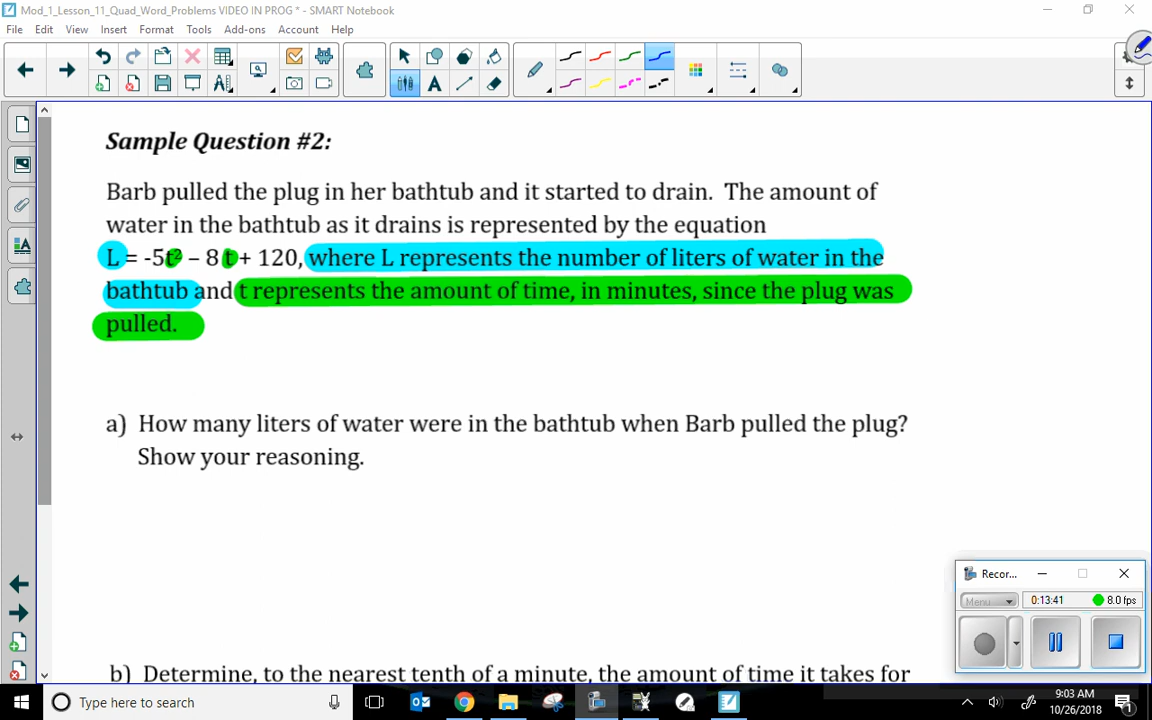 Mod_1_Lesson_11_Quad_Word_Problems VIDEO IN PROG * - SMART Notebook
File Edit View Insert Format Tools Add-ons Account Help
Sample Question #2:
Barb pulled the plug in her bathtub and it started to drain. The amount of
water in the bathtub as it drains is represented by the equation
L = -5t² – 8t + 120, where L represents the number of liters of water in the
bathtub and t represents the amount of time, in minutes, since the plug was
pulled.
a) How many liters of water were in the bathtub when Barb pulled the plug?
Show your reasoning.
Recor...
Menu 0:13:41 8.0 fps
b) Determine, to the nearest tenth of a minute, the amount of time it takes for
Type here to search
9:03 AM
10/26/2018